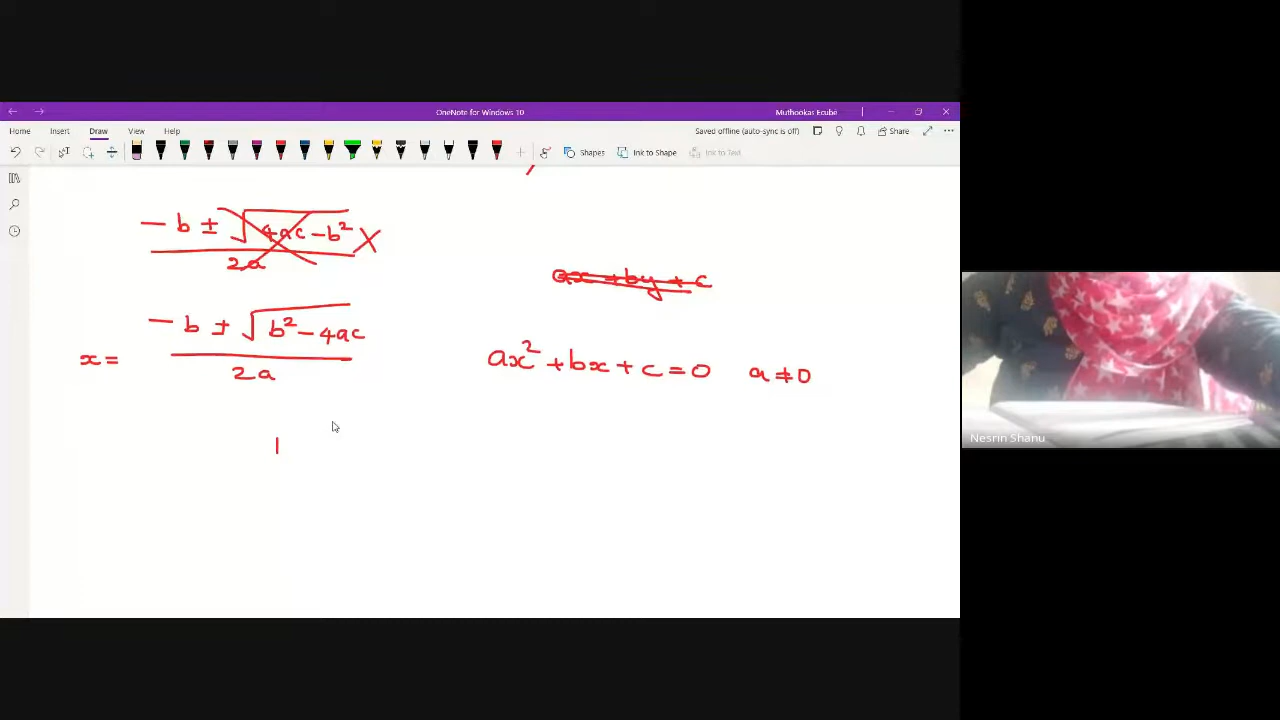 OneNote for Windows 10
Muthookas Ecube
Home Insert Draw View Help
Saved offline (auto-sync is off)
Share
Shapes
Ink to Shape
Ink to Text
− b ± √4ac − b² X
2a
ax + by + c
x = − b ± √b² − 4ac
2a
ax² + bx + c = 0 a ≠ 0
1
Nesrin Shanu